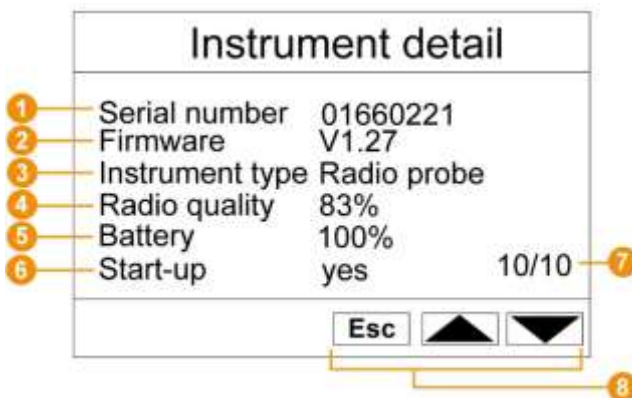 Instrument detail
1 Serial number 01660221
2 Firmware V1.27
3 Instrument type Radio probe
4 Radio quality 83%
5 Battery 100%
6 Start-up yes 10/10 7
Esc
8